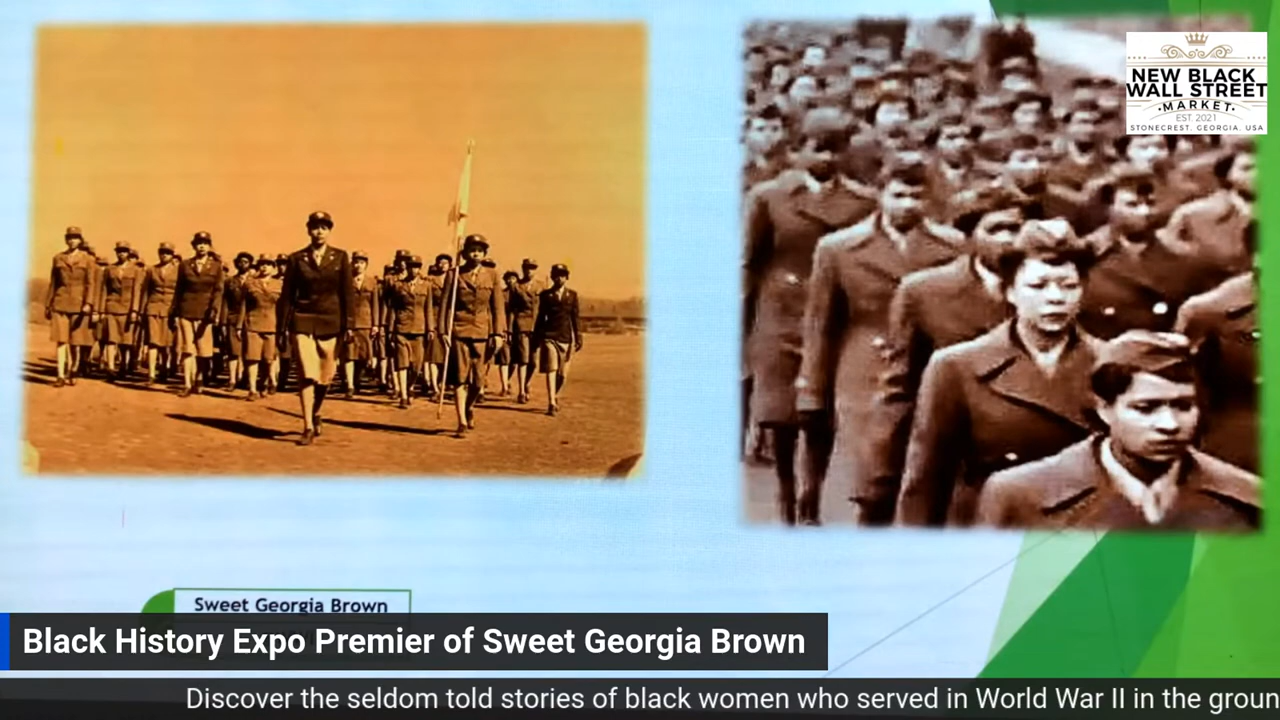 NEW BLACK
WALL STREET
MARKET
EST. 2021
STONECREST, GEORGIA, USA
Sweet Georgia Brown
Black History Expo Premier of Sweet Georgia Brown
Discover the seldom told stories of black women who served in World War II in the groun